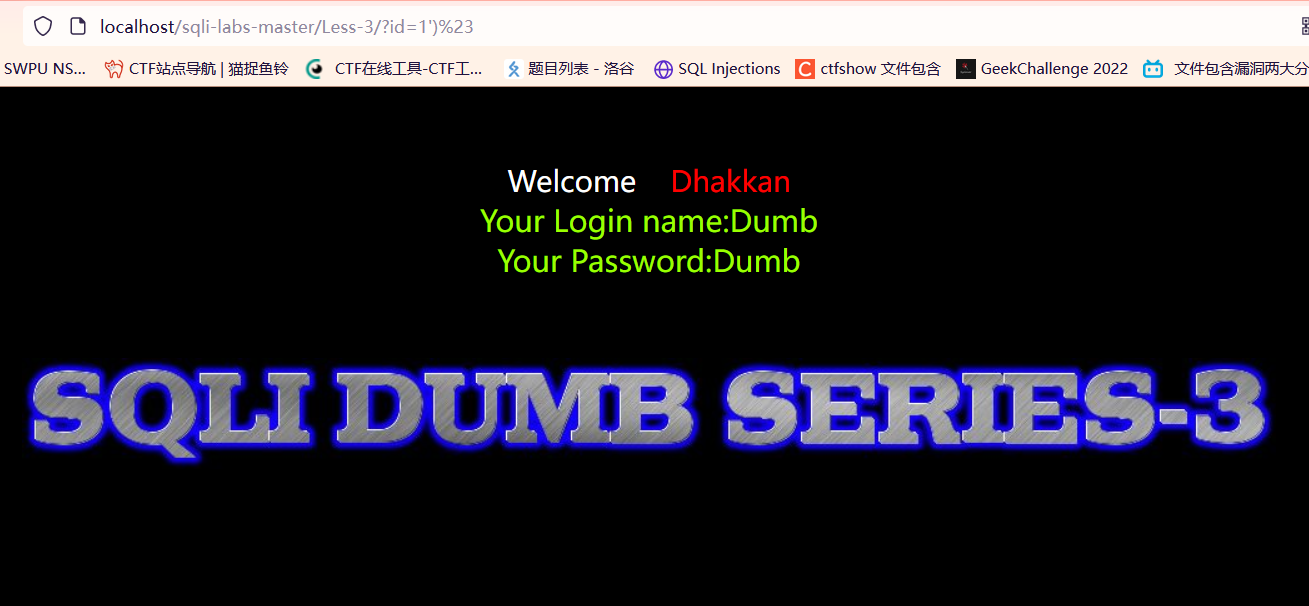 localhost/sqli-labs-master/Less-3/?id=1')%23
SWPU NS... CTF站点导航 | 猫捉鱼铃 CTF在线工具-CTF工... 题目列表 - 洛谷 SQL Injections C ctfshow 文件包含 GeekChallenge 2022 文件包含漏洞两大分
Welcome Dhakkan
Your Login name:Dumb
Your Password:Dumb
SQLI DUMB SERIES-3